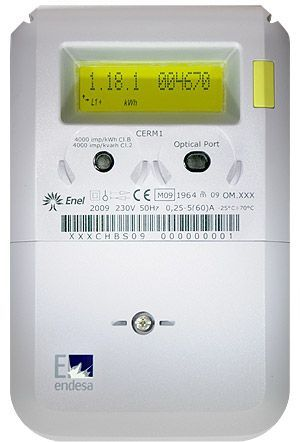 1.18.1 004670
L1+ kWh
CERM1
4000 imp/kWh Cl.B
4000 imp/kvarh Cl.2
Optical Port
Enel CE M09 1964 09 OM.XXX
2009 230V 50Hz 0,25-5(60)A -25°C +70°C
XXXCHBS09 000000001
endesa